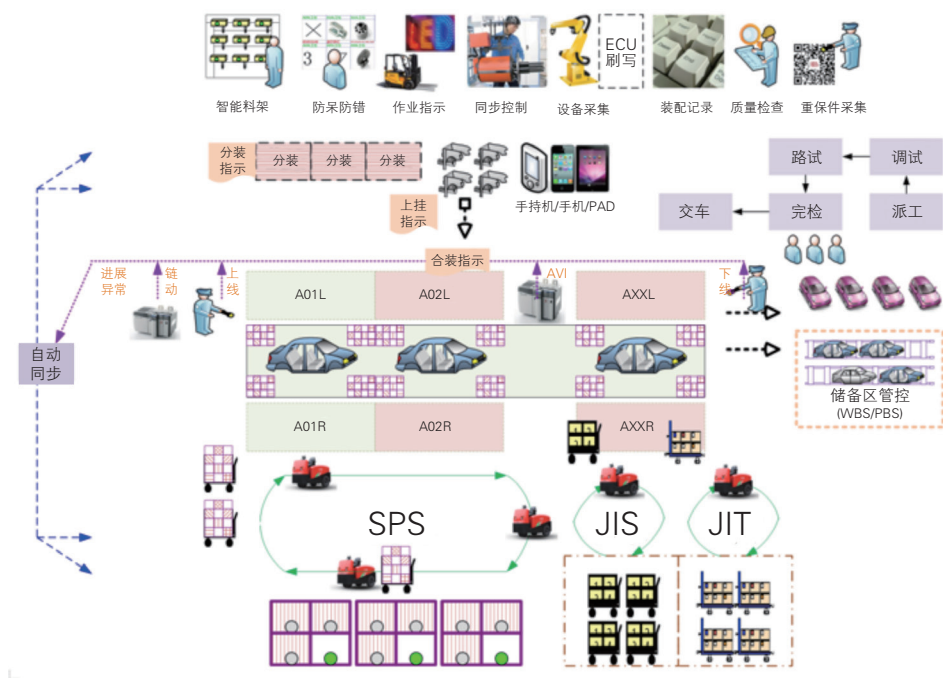 LED
ECU
刷写
3
智能料架
防呆防错
作业指示
同步控制
设备采集
装配记录
质量检查
重保件采集
分装
指示
分装
分装
分装
上挂
指示
手持机/手机/PAD
路试
调试
交车
完检
派工
合装指示
进展
异常
链
动
上
线
AVI
下
线
A01L
A02L
AXXL
自动
同步
储备区管控
(WBS/PBS)
A01R
A02R
AXXR
SPS
JIS
JIT